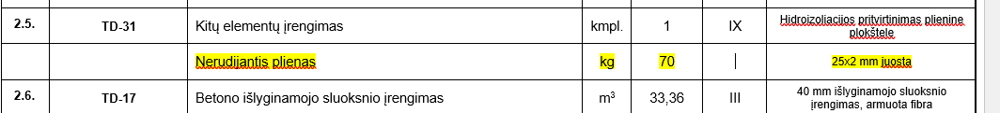 2.5. TD-31 Kitų elementų įrengimas kmpl. 1 IX Hidroizoliacijos pritvirtinimas plienine
plokštele
Nerudijantis plienas kg 70 25x2 mm juosta
2.6. TD-17 Betono išlyginamojo sluoksnio įrengimas m³ 33,36 III 40 mm išlyginamojo sluoksnio
įrengimas, armuota fibra